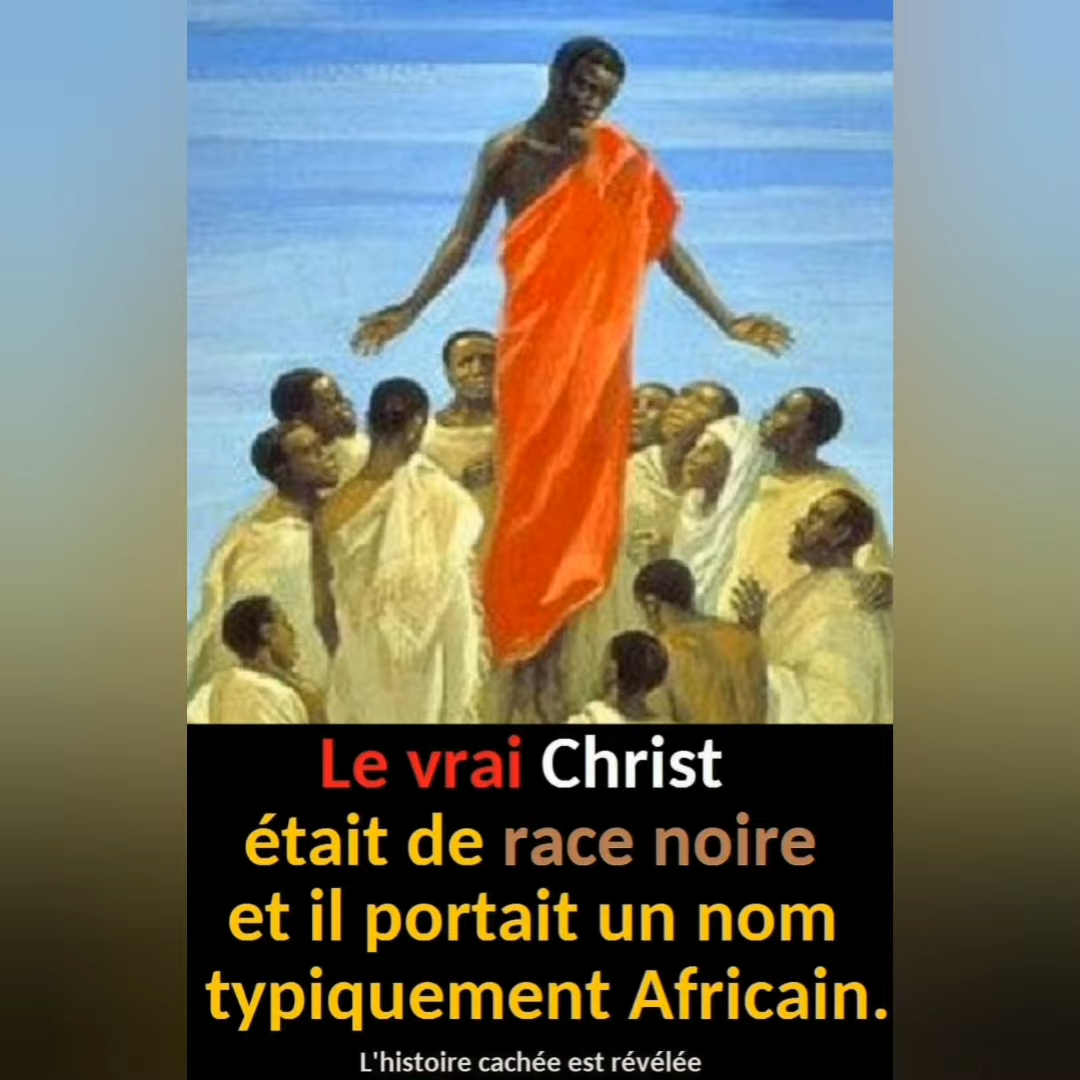 Le vrai Christ
était de race noire
et il portait un nom
typiquement Africain.
L'histoire cachée est révélée